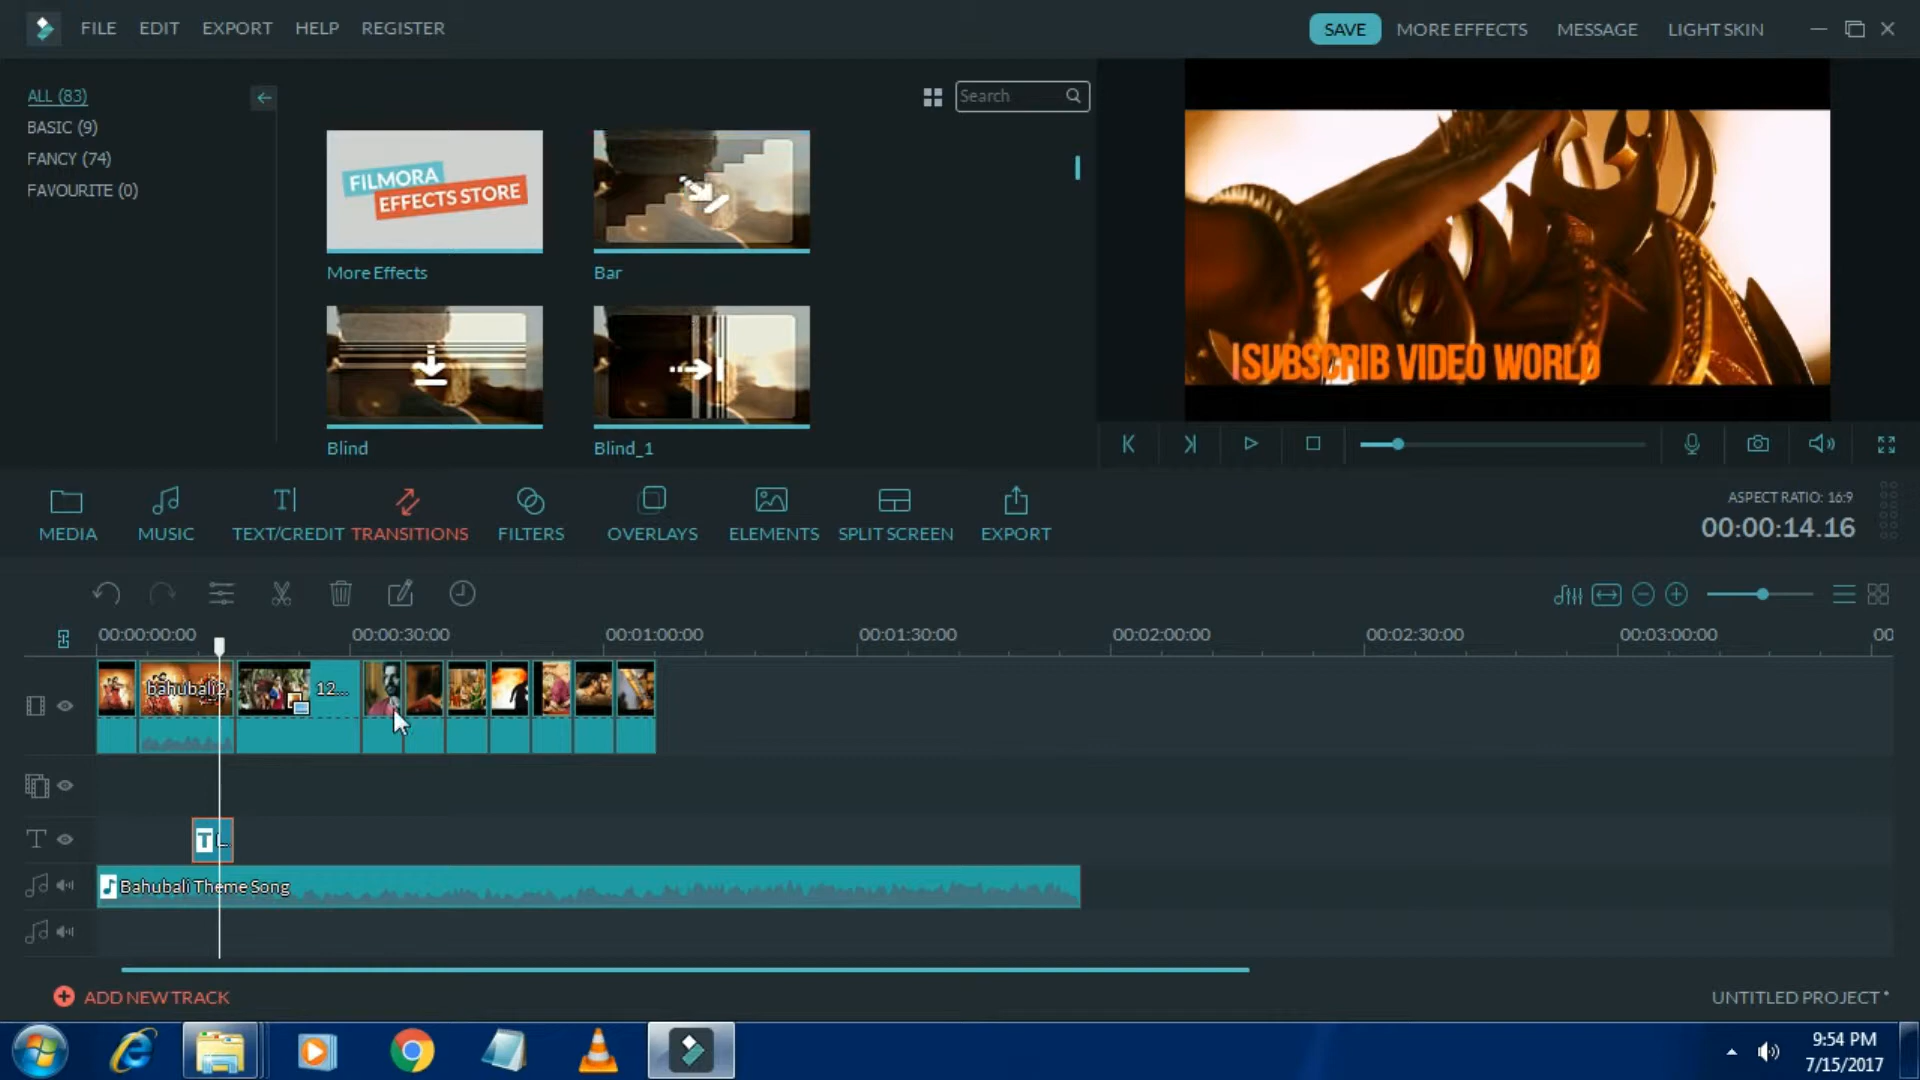 FILE EDIT EXPORT HELP REGISTER SAVE MORE EFFECTS MESSAGE LIGHT SKIN
ALL (83)
BASIC (9)
FANCY (74)
FAVOURITE (0)
Search
FILMORA
EFFECTS STORE
More Effects
Bar
Blind
Blind_1
SUBSCRIB VIDEO WORLD
MEDIA MUSIC TEXT/CREDIT TRANSITIONS FILTERS OVERLAYS ELEMENTS SPLIT SCREEN EXPORT
ASPECT RATIO: 16:9
00:00:14.16
00:00:00:00 00:00:30:00 00:01:00:00 00:01:30:00 00:02:00:00 00:02:30:00 00:03:00:00 00
bahubali2 12...
T L...
Bahubali Theme Song
ADD NEW TRACK
UNTITLED PROJECT *
9:54 PM
7/15/2017